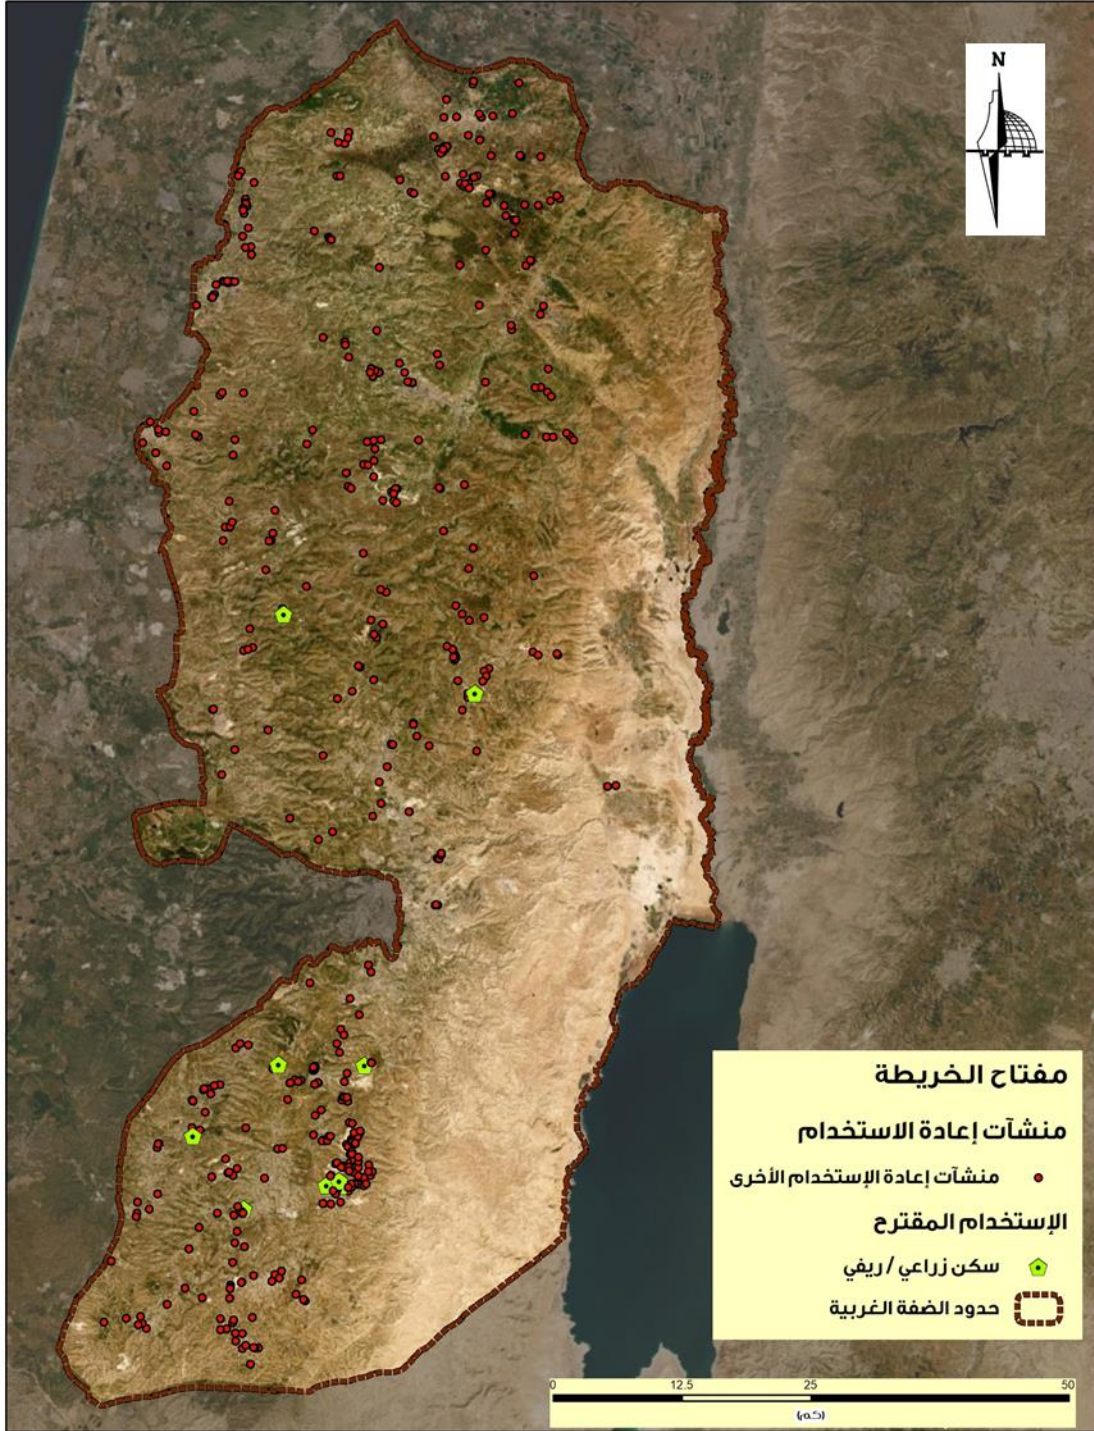 N
مفتاح الخريطة
منشآت إعادة الاستخدام
منشآت إعادة الإستخدام الأخرى
الإستخدام المقترح
سكن زراعي / ريفي
حدود الضفة الغربية
0 12.5 25 50
(كم)